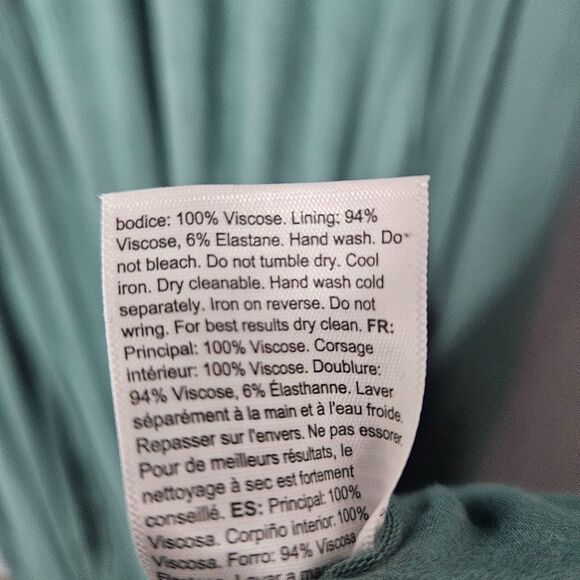 bodice: 100% Viscose. Lining: 94%
Viscose, 6% Elastane. Hand wash. Do
not bleach. Do not tumble dry. Cool
iron. Dry cleanable. Hand wash cold
separately. Iron on reverse. Do not
wring. For best results dry clean. FR:
Principal: 100% Viscose. Corsage
intérieur: 100% Viscose. Doublure:
94% Viscose, 6% Élasthanne. Laver
séparément à la main et à l'eau froide.
Repasser sur l'envers. Ne pas essorer.
Pour de meilleurs résultats, le
nettoyage à sec est fortement
conseillé. ES: Principal: 100%
Viscosa. Corpiño interior: 100%
Viscosa. Forro: 94% Viscosa